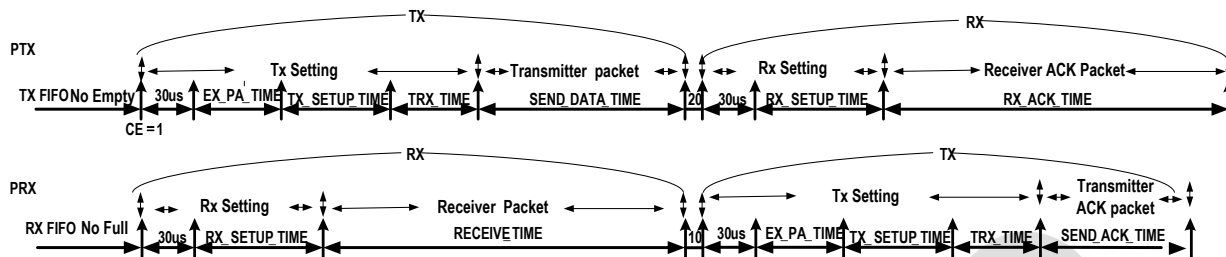 TX RX
PTX
Tx Setting Transmitter packet Rx Setting Receiver ACK Packet
TX FIFO No Empty 30us EX_PA_TIME TX_SETUP_TIME TRX_TIME SEND_DATA_TIME 20 30us RX_SETUP_TIME RX_ACK_TIME
CE =1
RX TX
PRX
Rx Setting Receiver Packet Tx Setting Transmitter
ACK packet
RX FIFO No Full 30us RX_SETUP_TIME RECEIVE_TIME 10 30us EX_PA_TIME TX_SETUP_TIME TRX_TIME SEND_ACK_TIME